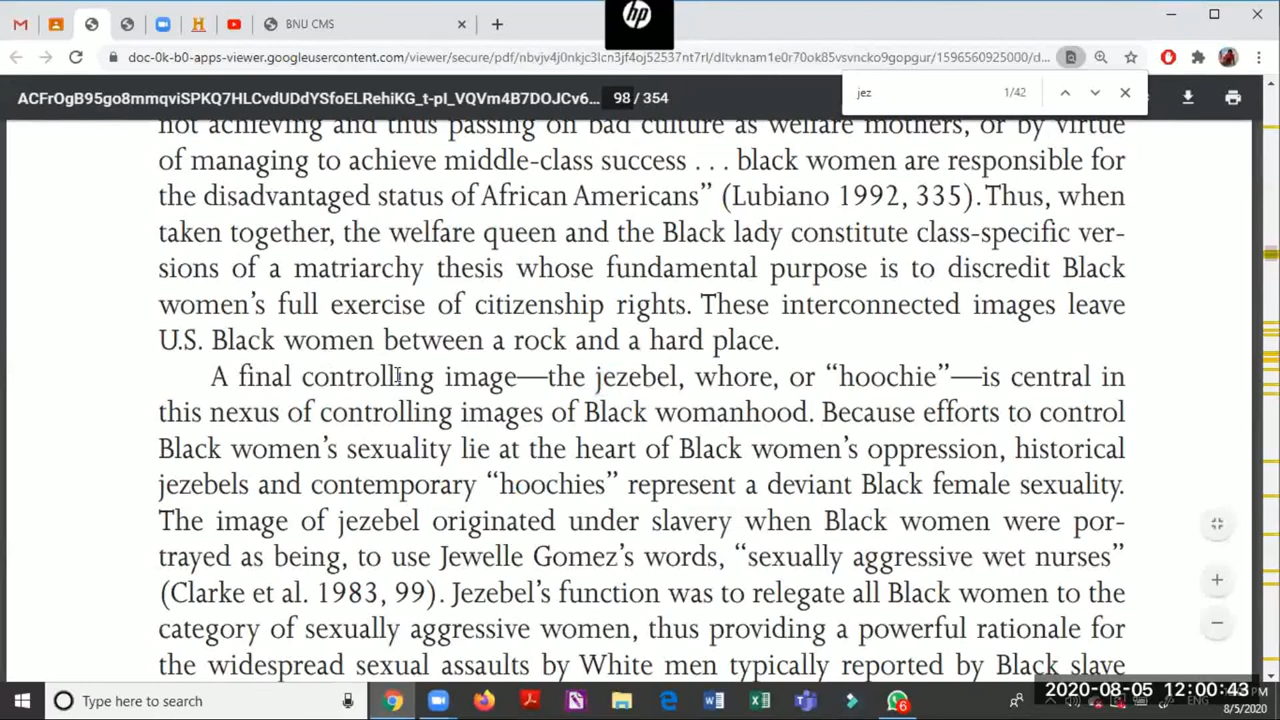 hp
BNU CMS
doc-0k-b0-apps-viewer.googleusercontent.com/viewer/secure/pdf/nbvjv4j0nkjc3lcn3jf4oj52537nt7rl/dltvknam1e0r70ok85vsvncko9gopgur/1596560925000/d...
ACFrOgB95go8mmqviSPKQ7HLCvdUDdYSfoELRehiKG_t-pI_VQVm4B7DOJCv6... 98 / 354
jez 1/42
not achieving and thus passing on bad culture as welfare mothers, or by virtue
of managing to achieve middle-class success . . . black women are responsible for
the disadvantaged status of African Americans” (Lubiano 1992, 335). Thus, when
taken together, the welfare queen and the Black lady constitute class-specific ver-
sions of a matriarchy thesis whose fundamental purpose is to discredit Black
women’s full exercise of citizenship rights. These interconnected images leave
U.S. Black women between a rock and a hard place.
A final controlling image—the jezebel, whore, or “hoochie”—is central in
this nexus of controlling images of Black womanhood. Because efforts to control
Black women’s sexuality lie at the heart of Black women’s oppression, historical
jezebels and contemporary “hoochies” represent a deviant Black female sexuality.
The image of jezebel originated under slavery when Black women were por-
trayed as being, to use Jewelle Gomez’s words, “sexually aggressive wet nurses”
(Clarke et al. 1983, 99). Jezebel’s function was to relegate all Black women to the
category of sexually aggressive women, thus providing a powerful rationale for
the widespread sexual assaults by White men typically reported by Black slave
Type here to search
6
2020-08-05 12:00:43 PM
8/5/2020